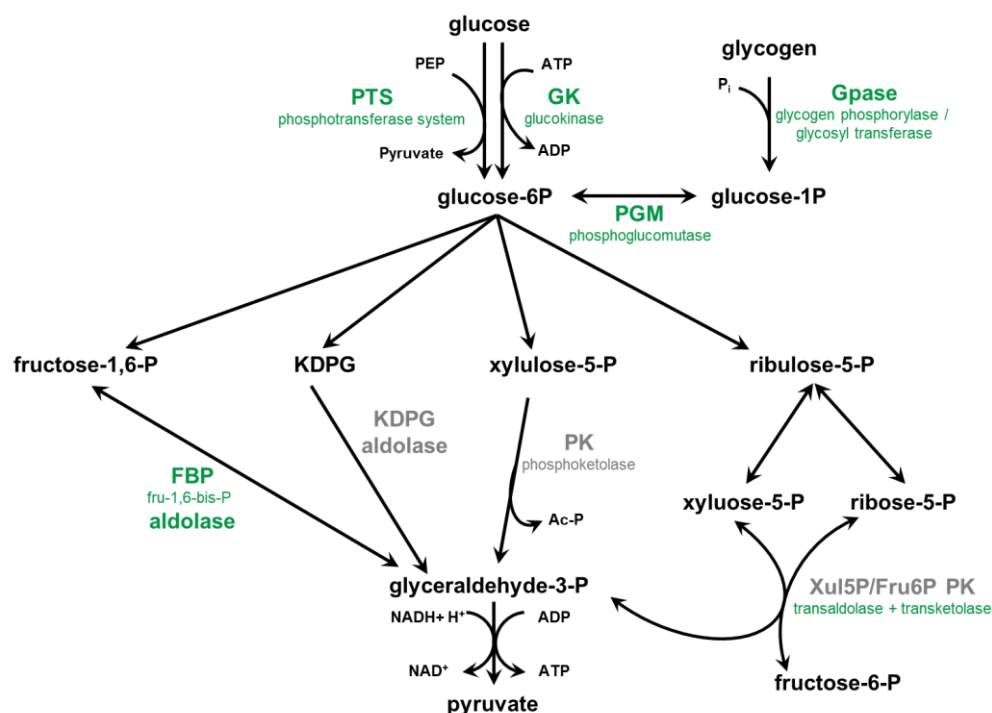 glucose
glycogen
PEP
ATP
Pi
PTS
phosphotransferase system
GK
glucokinase
Gpase
glycogen phosphorylase /
glycosyl transferase
Pyruvate
ADP
glucose-6P
glucose-1P
PGM
phosphoglucomutase
fructose-1,6-P
KDPG
xylulose-5-P
ribulose-5-P
KDPG
aldolase
PK
phosphoketolase
FBP
fru-1,6-bis-P
aldolase
xyluose-5-P
ribose-5-P
Ac-P
glyceraldehyde-3-P
Xul5P/Fru6P PK
transaldolase + transketolase
NADH+ H⁺
ADP
NAD⁺
ATP
fructose-6-P
pyruvate